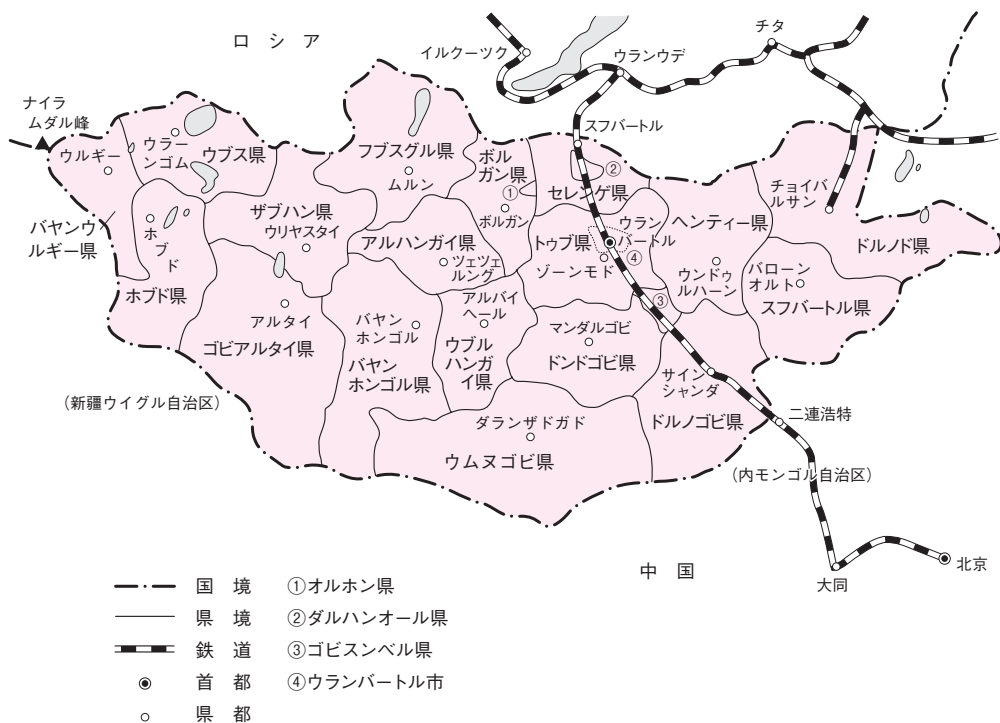 ロシア
イルクーツク
ウランウデ
チタ
ナイラ
ムダル峰
ウルギー
バヤンウ
ルギー県
ウラー
ンゴム
ウブス県
ホブド
ホブド県
ザブハン県
ウリヤスタイ
フブスグル県
ムルン
ボル
ガン県
①
ボルガン
スフバートル
②
セレンゲ県
アルハンガイ県
ツェツェ
ルレグ
トゥブ県
ウラン
バートル
④
ゾーンモド
ヘンティー県
ウンドゥ
ルハーン
チョイバ
ルサン
ドルノド県
バローン
オルト
スフバートル県
アルタイ
ゴビアルタイ県
バヤン
ホンゴル
バヤン
ホンゴル県
アルバイ
ヘール
ウブル
ハンガ
イ県
マンダルゴビ
ドンドゴビ県
③
サイン
シャンダ
ドルノゴビ県
ダランザドガド
ウムヌゴビ県
(新疆ウイグル自治区)
二連浩特
(内モンゴル自治区)
中国
大同
北京
国境
県境
鉄道
首都
県都
①オルホン県
②ダルハンオール県
③ゴビスンベル県
④ウランバートル市